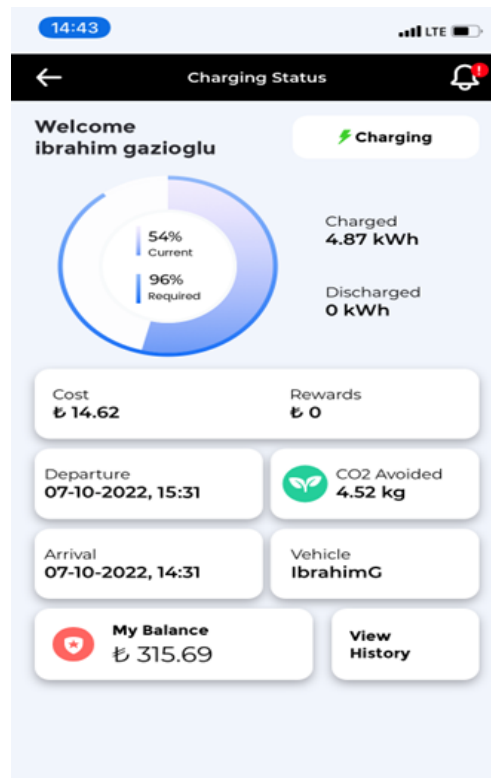 14:43
LTE
Charging Status
!
Welcome
ibrahim gazioglu
Charging
54%
Current
96%
Required
Charged
4.87 kWh
Discharged
0 kWh
Cost
₺ 14.62
Rewards
₺ 0
Departure
07-10-2022, 15:31
CO2 Avoided
4.52 kg
Arrival
07-10-2022, 14:31
Vehicle
IbrahimG
My Balance
₺ 315.69
View
History